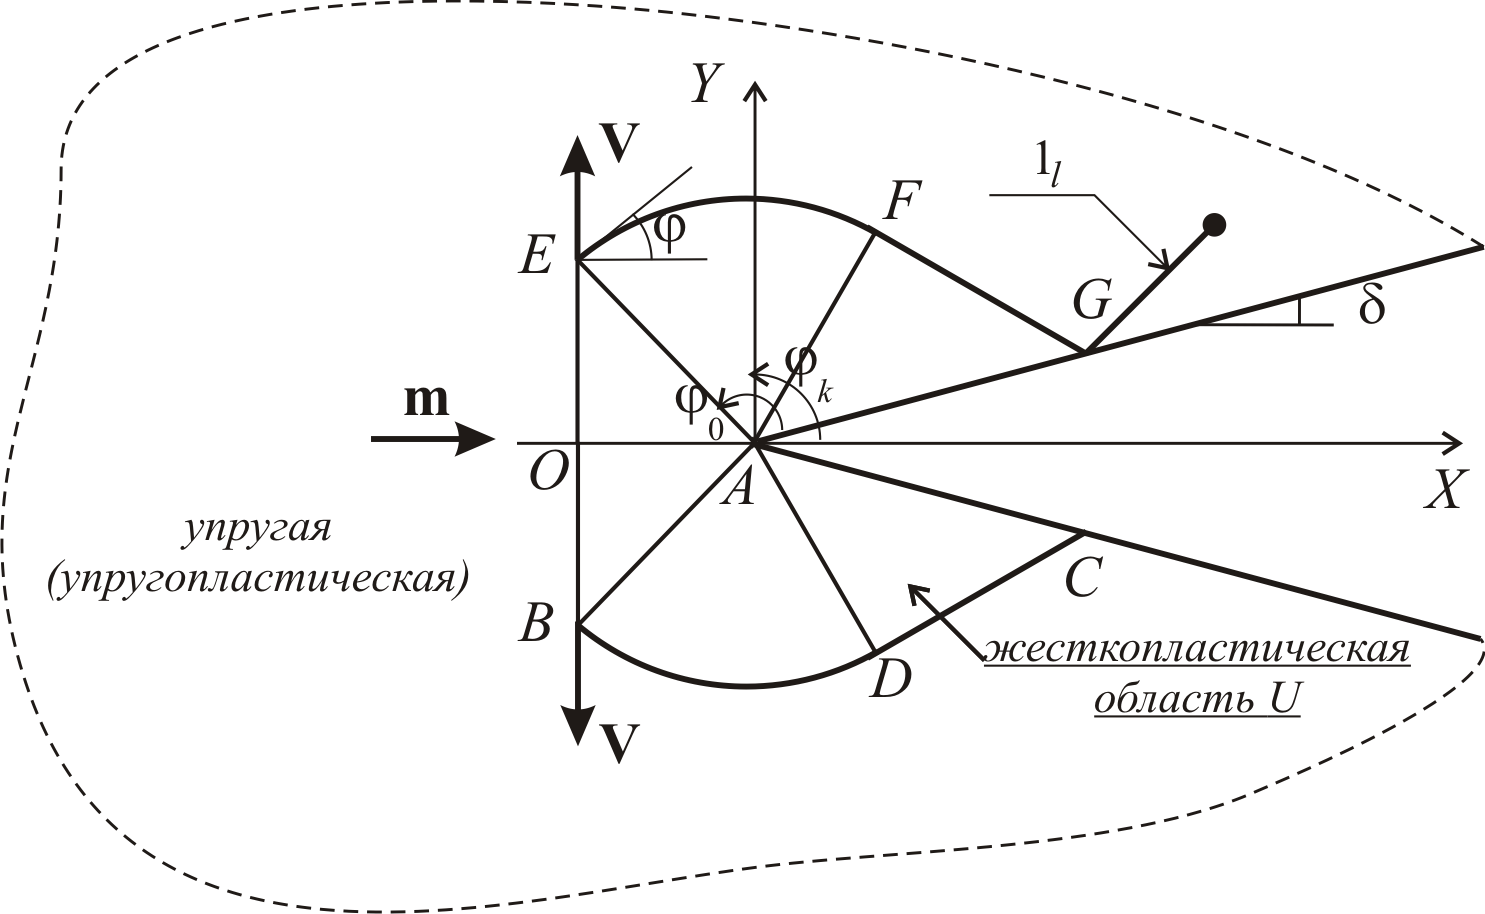 Y
V
1l
F
φ
E
G
δ
φk
m
φ0
O
A
X
упругая
(упругопластическая)
C
B
жесткопластическая
D
область U
V